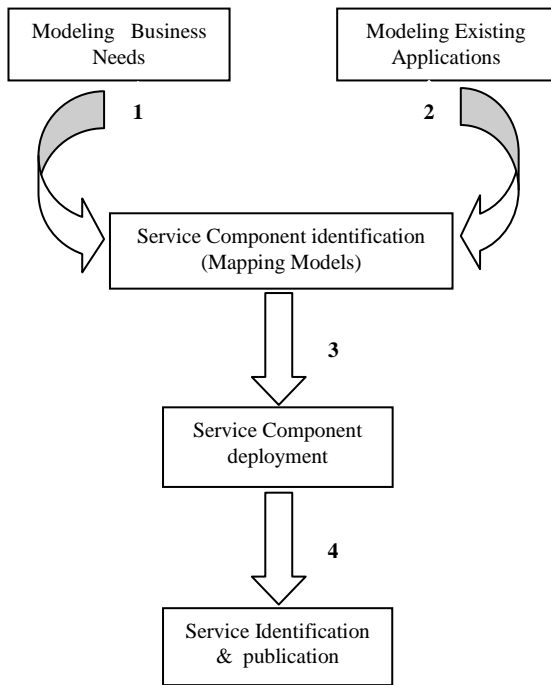 Modeling Business
Needs
Modeling Existing
Applications
1
2
Service Component identification
(Mapping Models)
3
Service Component
deployment
4
Service Identification
& publication